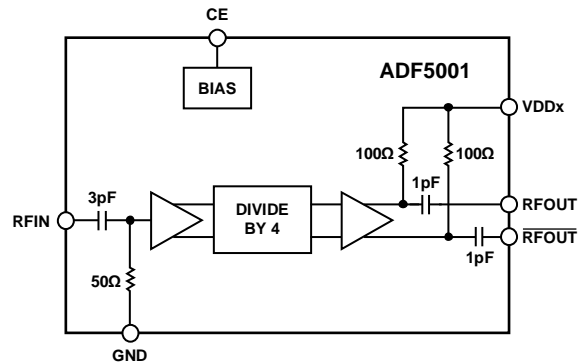 CE
ADF5001
BIAS
VDDx
100Ω
100Ω
3pF
1pF
RFIN
DIVIDE
BY 4
RFOUT
RFOUT
1pF
50Ω
GND